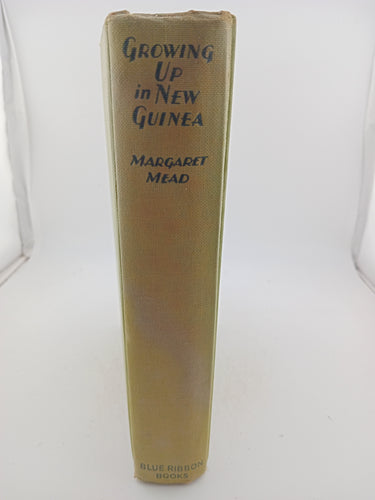 GROWING
UP
in NEW
GUINEA
MARGARET
MEAD
BLUE RIBBON
BOOKS